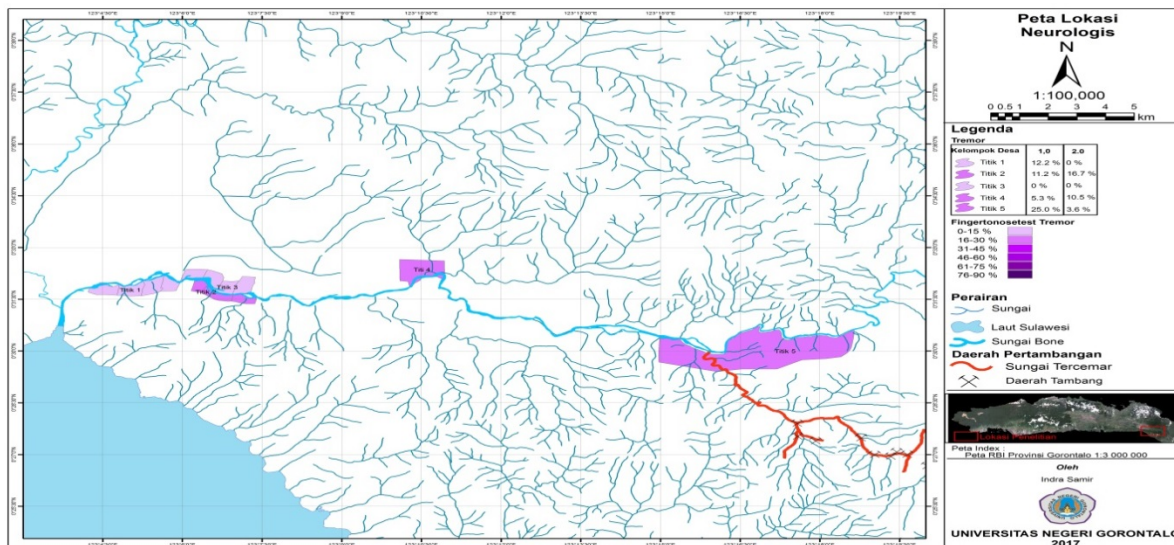 Peta Lokasi
Neurologis
N
1:100,000
0 0.5 1 2 3 4 5
km
Legenda
Tremor
Kelompok Desa 1,0 2.0
Titik 1 12.2 % 0 %
Titik 2 11.2 % 16.7 %
Titik 3 0 % 0 %
Titik 4 5.3 % 10.5 %
Titik 5 25.0 % 3.6 %
Fingertonosetest Tremor
0-15 %
16-30 %
31-45 %
46-60 %
61-75 %
76-90 %
Perairan
Sungai
Laut Sulawesi
Sungai Bone
Daerah Pertambangan
Sungai Tercemar
Daerah Tambang
Lokasi Penelitian
Peta Index :
Peta RBI Provinsi Gorontalo 1:3 000 000
Oleh
Indra Samir
UNIVERSITAS NEGERI GORONTAL
2017
Titik 1
Titik 2
Titik 3
Titik 4
Titik 5